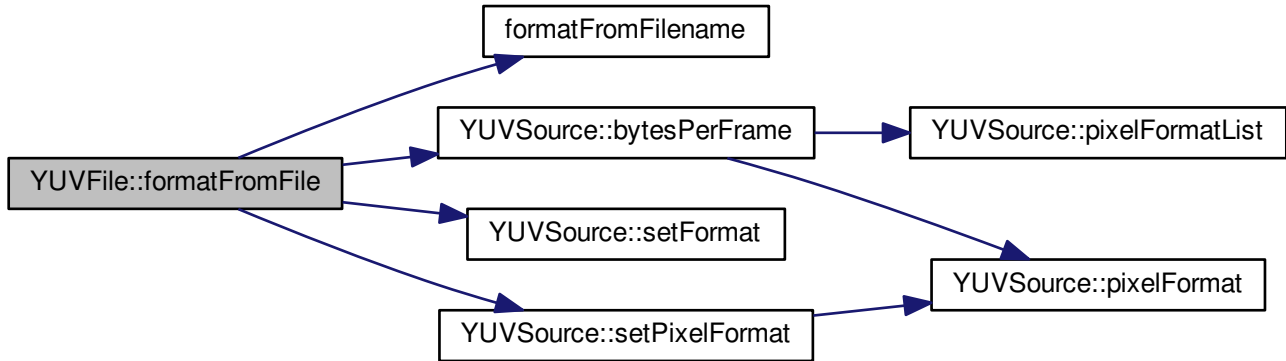 formatFromFilename
YUVSource::bytesPerFrame
YUVSource::pixelFormatList
YUVFile::formatFromFile
YUVSource::setFormat
YUVSource::pixelFormat
YUVSource::setPixelFormat